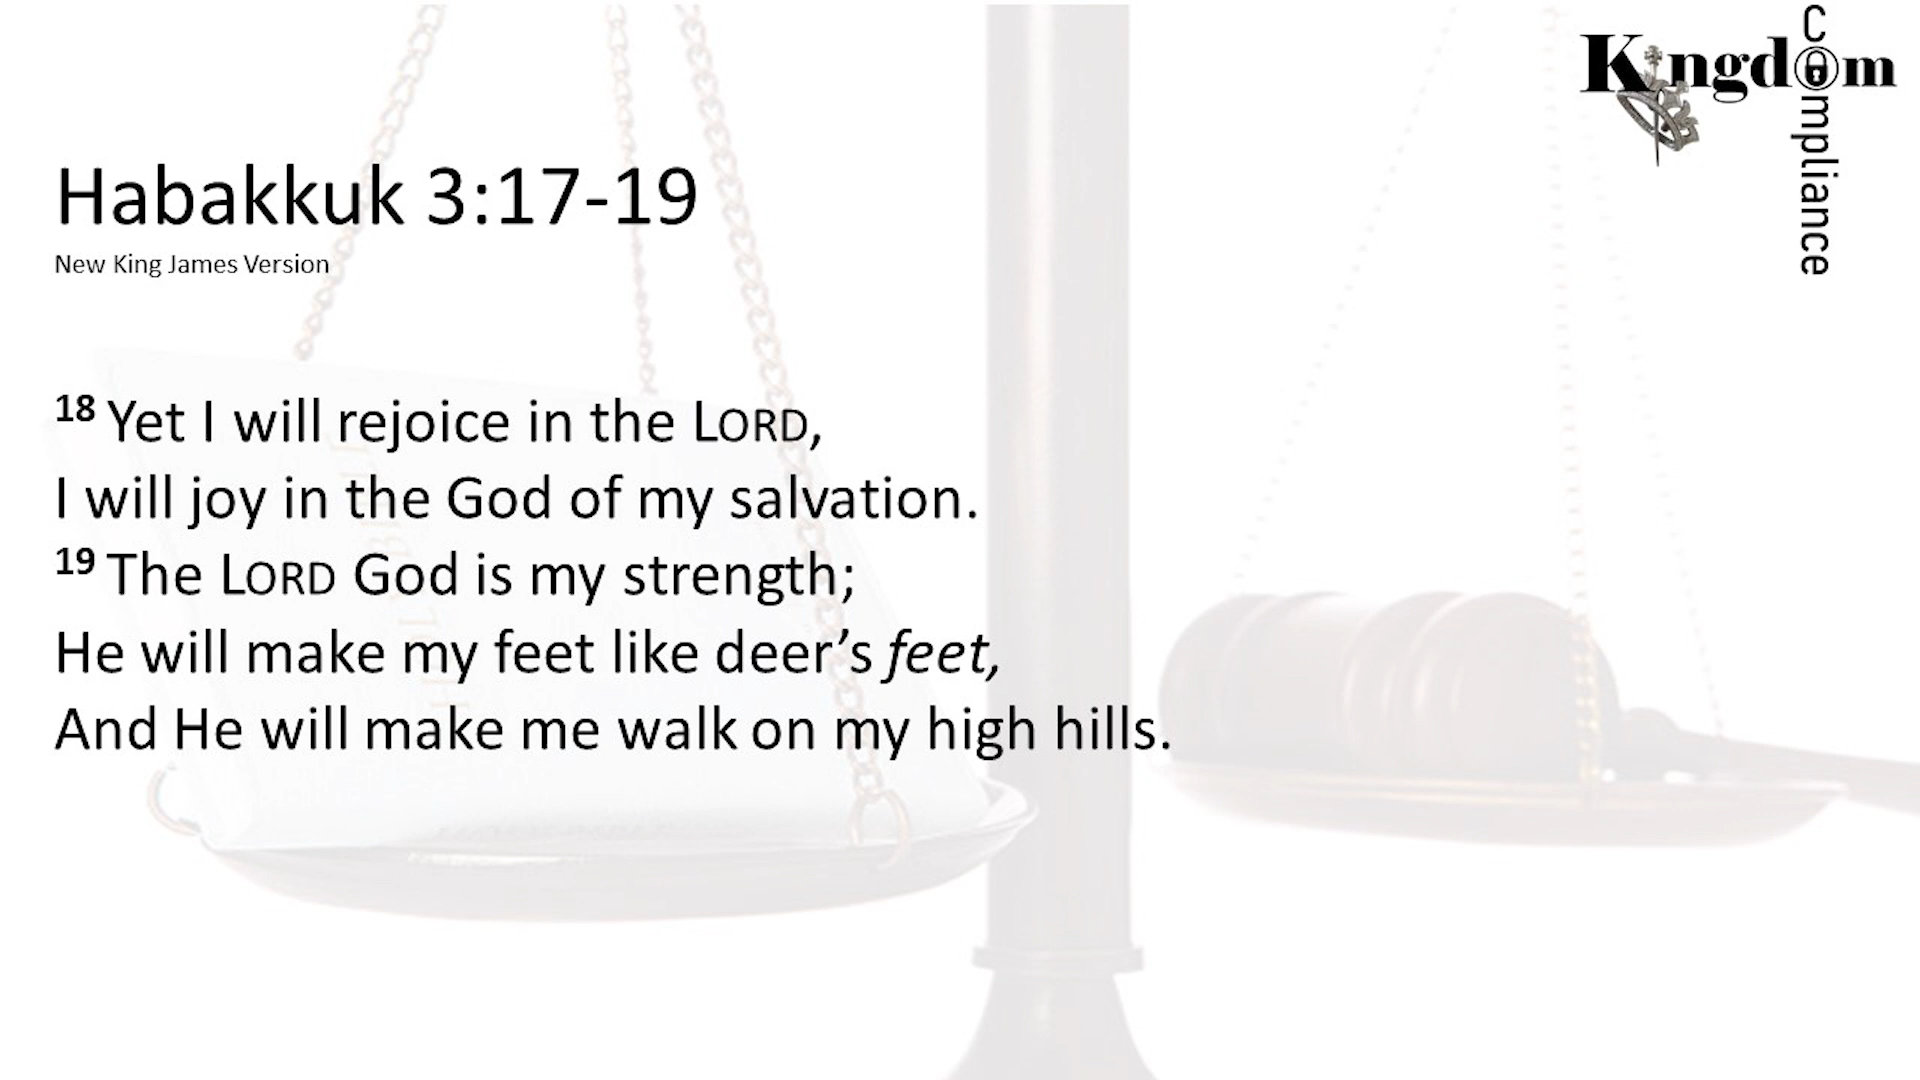 Kingdom
Compliance
Habakkuk 3:17-19
New King James Version
18 Yet I will rejoice in the LORD,
I will joy in the God of my salvation.
19 The LORD God is my strength;
He will make my feet like deer’s feet,
And He will make me walk on my high hills.